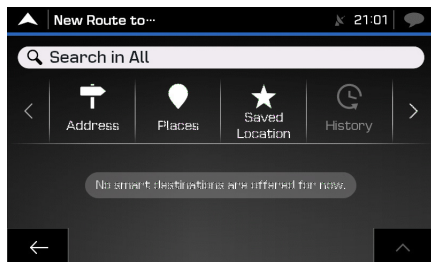 New Route to...
21:01
Search in All
Address
Places
Saved
Location
History
No smart destinations are offered for now.